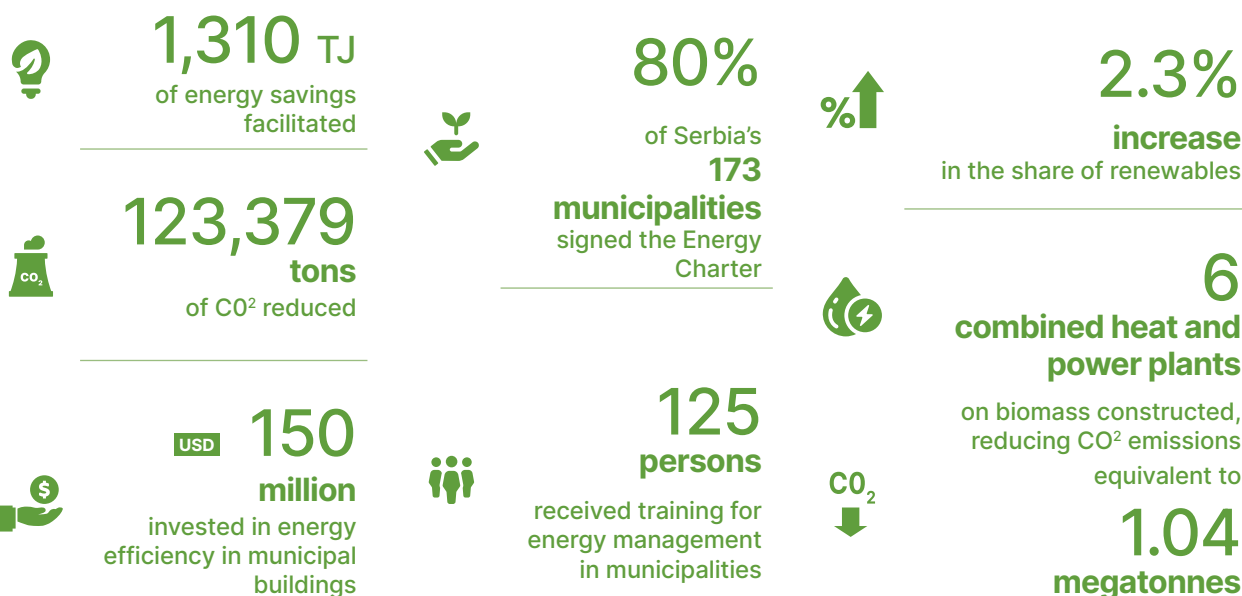 1,310 TJ
of energy savings
facilitated
CO₂
123,379
tons
of C0² reduced
USD 150
million
invested in energy
efficiency in municipal
buildings
80%
of Serbia’s
173
municipalities
signed the Energy
Charter
125
persons
received training for
energy management
in municipalities
%
2.3%
increase
in the share of renewables
6
combined heat and
power plants
on biomass constructed,
reducing CO² emissions
equivalent to
C0₂
1.04
megatonnes